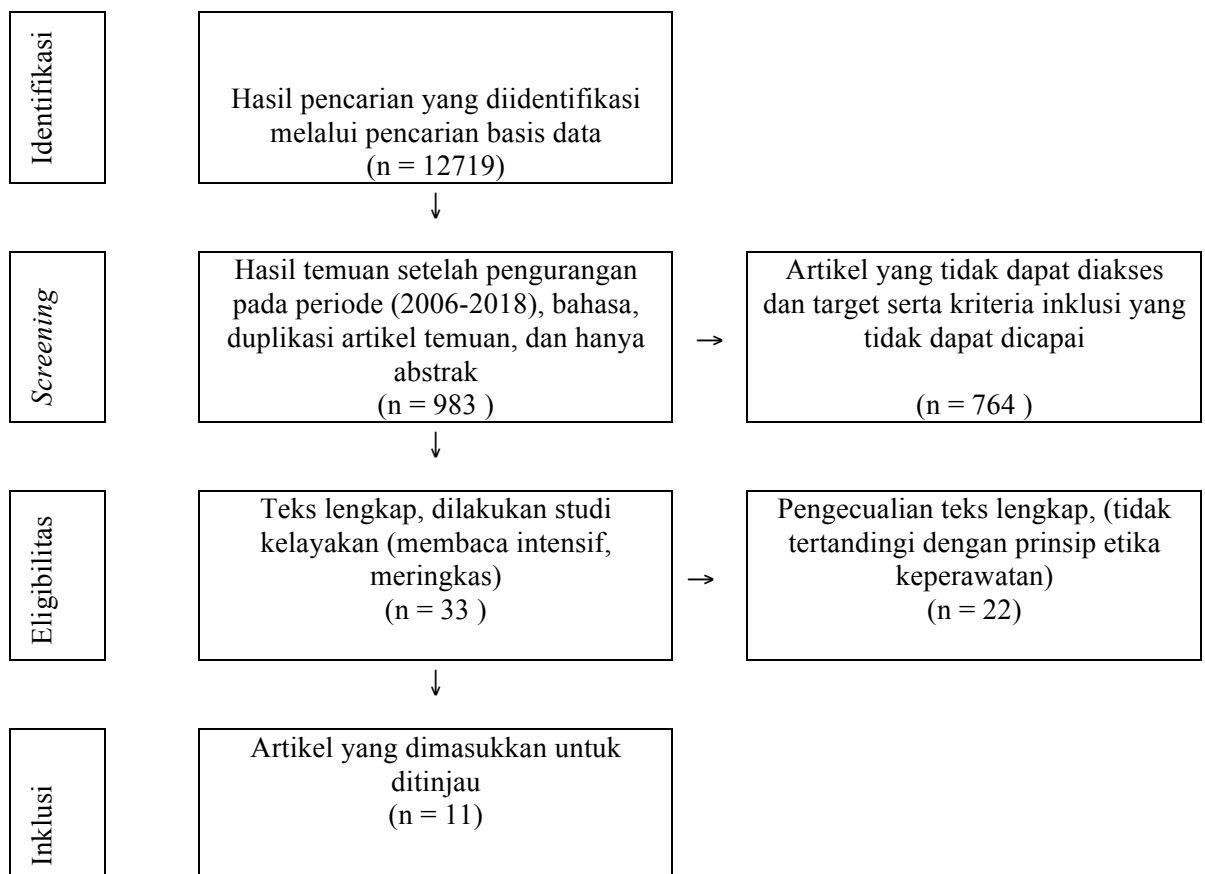 Identifikasi
Hasil pencarian yang diidentifikasi
melalui pencarian basis data
(n = 12719)
↓
Screening
Hasil temuan setelah pengurangan
pada periode (2006-2018), bahasa,
duplikasi artikel temuan, dan hanya
abstrak
(n = 983 )
→
Artikel yang tidak dapat diakses
dan target serta kriteria inklusi yang
tidak dapat dicapai
(n = 764 )
↓
Eligibilitas
Teks lengkap, dilakukan studi
kelayakan (membaca intensif,
meringkas)
(n = 33 )
→
Pengecualian teks lengkap, (tidak
tertandingi dengan prinsip etika
keperawatan)
(n = 22)
↓
Inklusi
Artikel yang dimasukkan untuk
ditinjau
(n = 11)